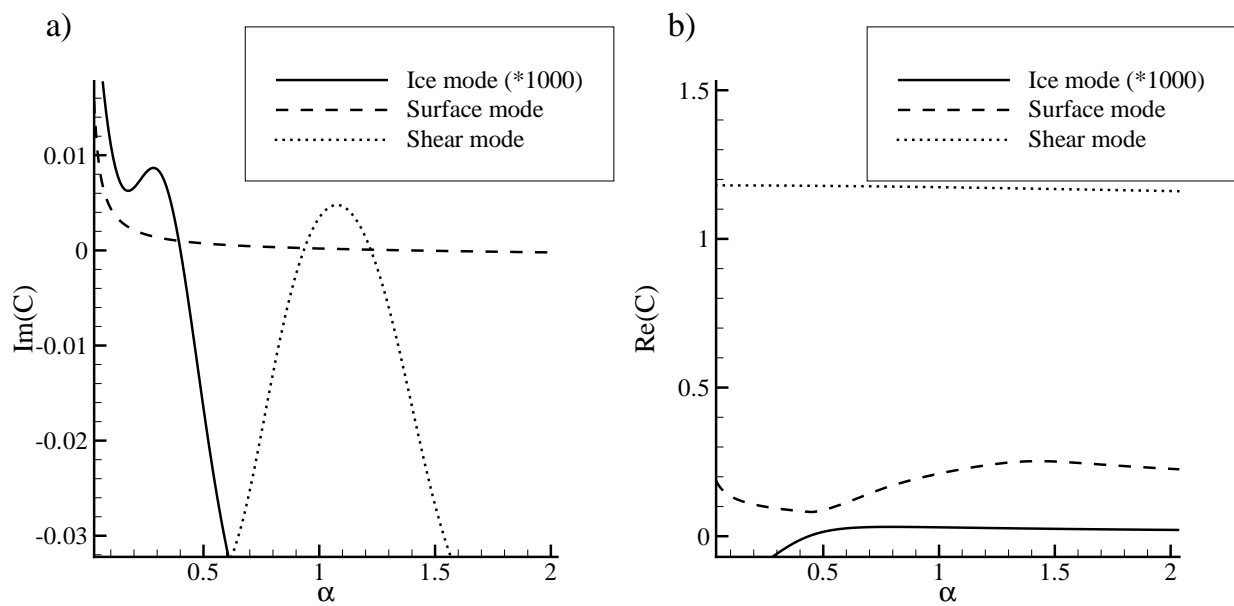 a)
Ice mode (*1000)
Surface mode
Shear mode
0.01
0
-0.01
-0.02
-0.03
Im(C)
0.5
1
1.5
2
α
b)
Ice mode (*1000)
Surface mode
Shear mode
1.5
1
0.5
0
Re(C)
0.5
1
1.5
2
α